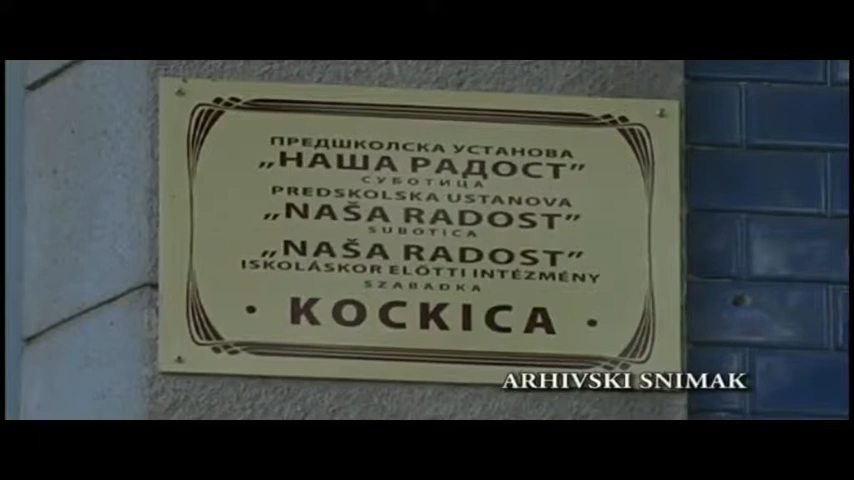 ПРЕДШКОЛСКА УСТАНОВА
„НАША РАДОСТ”
СУБОТИЦА
PREDSKOLSKA USTANOVA
„NAŠA RADOST”
SUBOTICA
„NAŠA RADOST”
ISKOLÁSKOR ELŐTTI INTÉZMÉNY
SZABADKA
• KOCKICA •
ARHIVSKI SNIMAK